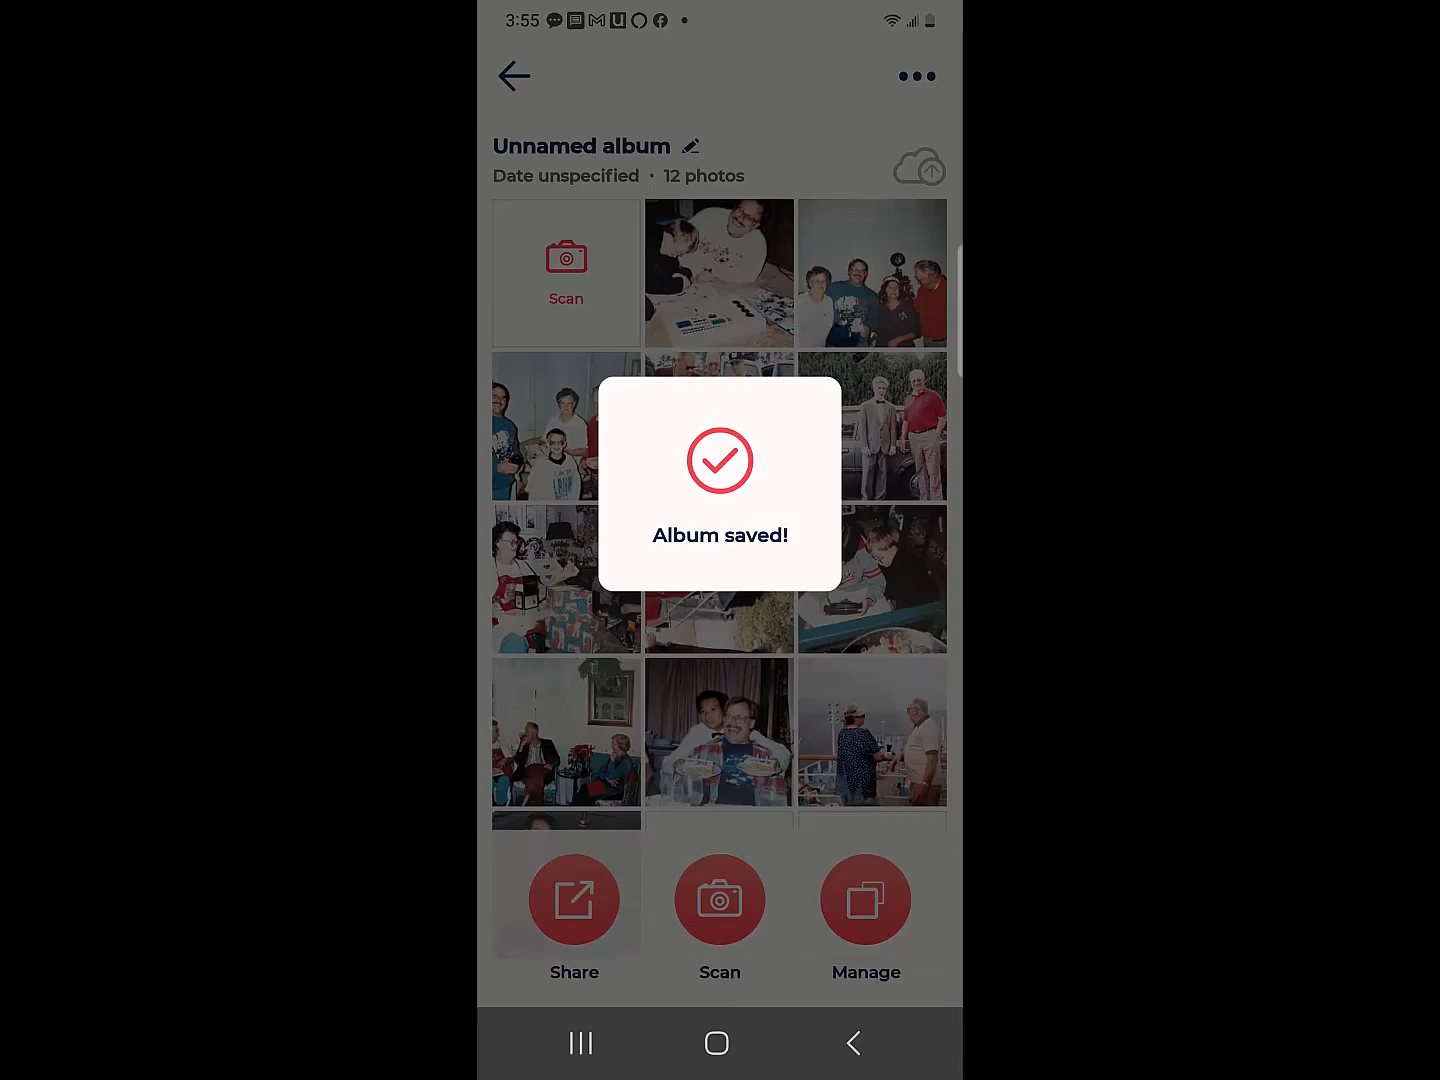 3:55
Unnamed album
Date unspecified • 12 photos
Scan
Album saved!
Share
Scan
Manage